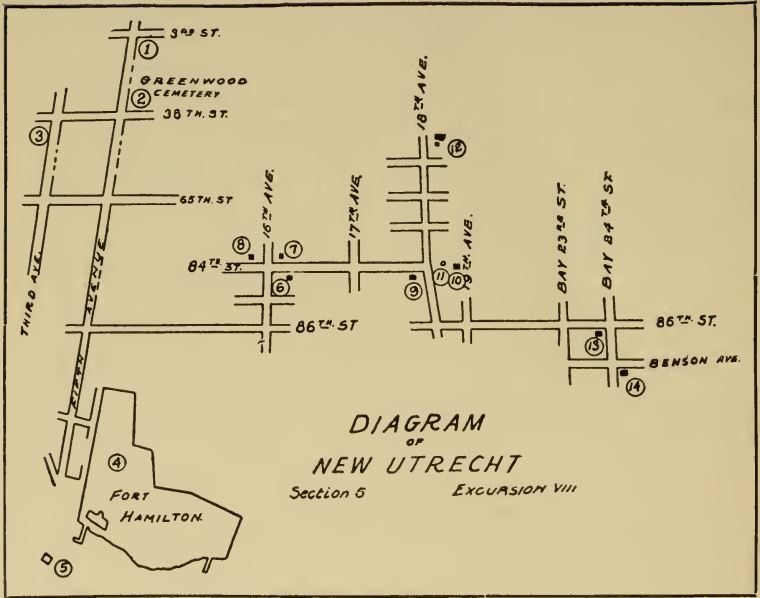 3RD ST.
1
GREENWOOD
CEMETERY
2
38TH. ST.
3
18TH AVE.
12
65TH. ST
16TH AVE.
17TH AVE.
19TH AVE.
BAY 23RD ST.
BAY 84TH ST
THIRD AVE.
FIFTH AVENUE
8
7
84TH ST.
6
9
11
10
86TH ST
86TH ST.
13
BENSON AVE.
14
DIAGRAM
OF
NEW UTRECHT
Section 5 EXCURSION VIII
4
FORT
HAMILTON.
5